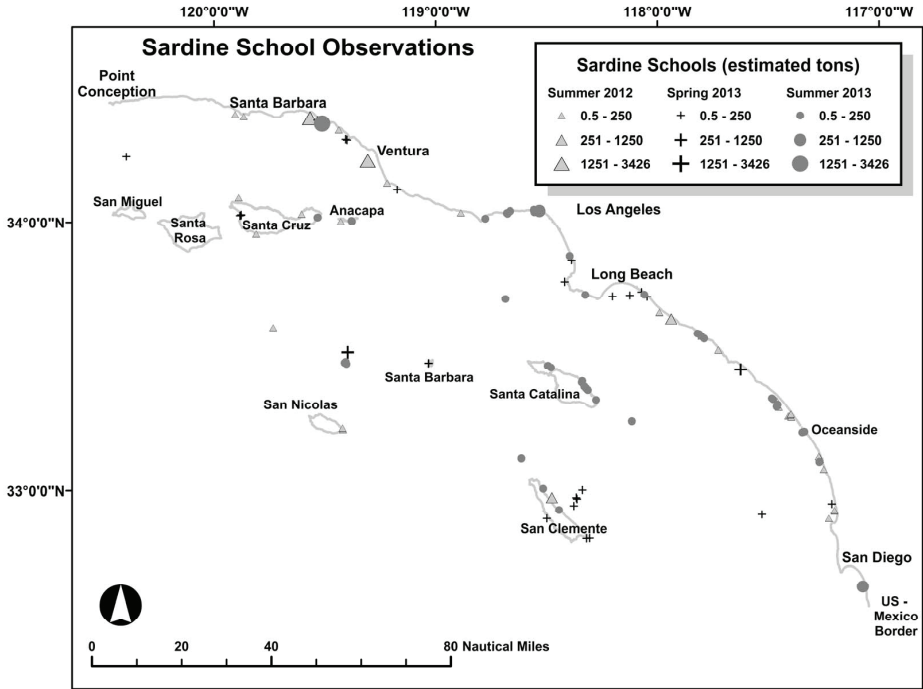 120°0'0"W 119°0'0"W 118°0'0"W 117°0'0"W
Sardine School Observations
Sardine Schools (estimated tons)
Summer 2012 Spring 2013 Summer 2013
0.5 - 250 0.5 - 250 0.5 - 250
251 - 1250 251 - 1250 251 - 1250
1251 - 3426 1251 - 3426 1251 - 3426
Point
Conception
Santa Barbara
Ventura
San Miguel
Santa
Rosa
Santa Cruz
Anacapa
Los Angeles
34°0'0"N
Long Beach
Santa Barbara
Santa Catalina
San Nicolas
Oceanside
33°0'0"N
San Clemente
San Diego
US -
Mexico
Border
0 20 40 80 Nautical Miles